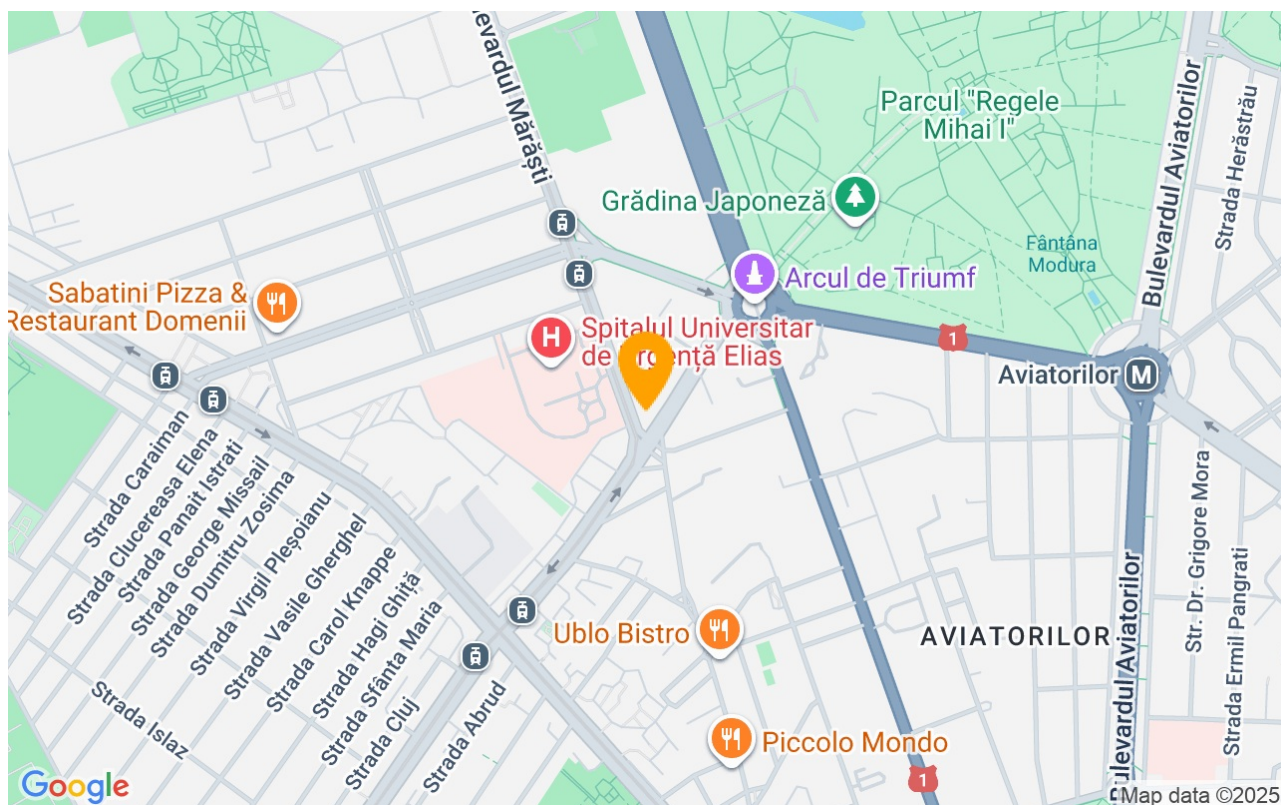 Bulevardul Aviatorilor
Strada Herăstrău
evardul Mărăști
Parcul "Regele
Mihai I"
Grădina Japoneză
Fântâna
Modura
Arcul de Triumf
Sabatini Pizza &
Restaurant Domenii
H
Spitalul Universitar
de Urgență Elias
1
Aviatorilor
M
Strada Caraiman
Strada Clucereasa Elena
Strada Panait Istrati
Strada George Missail
Strada Dumitru Zosima
Strada Virgil Pleșoianu
Strada Vasile Gherghel
Strada Carol Knappe
Strada Hagi Ghiță
Strada Sfânta Maria
Strada Cluj
Strada Abrud
Strada Islaz
Ublo Bistro
AVIATORILOR
Bulevardul Aviatorilor
Str. Dr. Grigore Mora
Strada Ermil Pangrati
Piccolo Mondo
1
Google
Map data ©2025